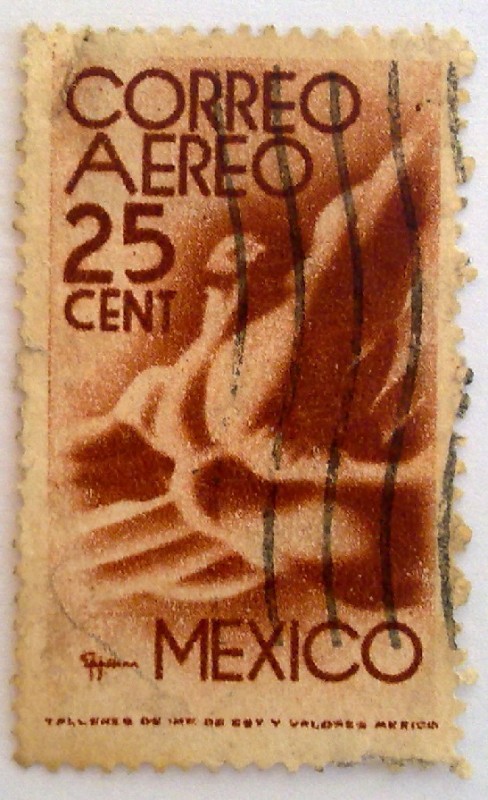 CORREO
AEREO
25
CENT
MEXICO
TALLERES DE IMP. DE EST. Y VALORES MEXICO